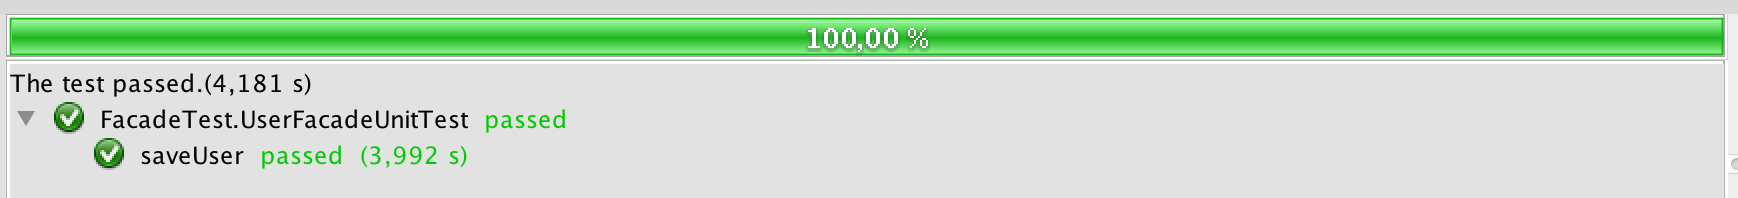 100,00 %
The test passed.(4,181 s)
FacadeTest.UserFacadeUnitTest passed
saveUser passed (3,992 s)